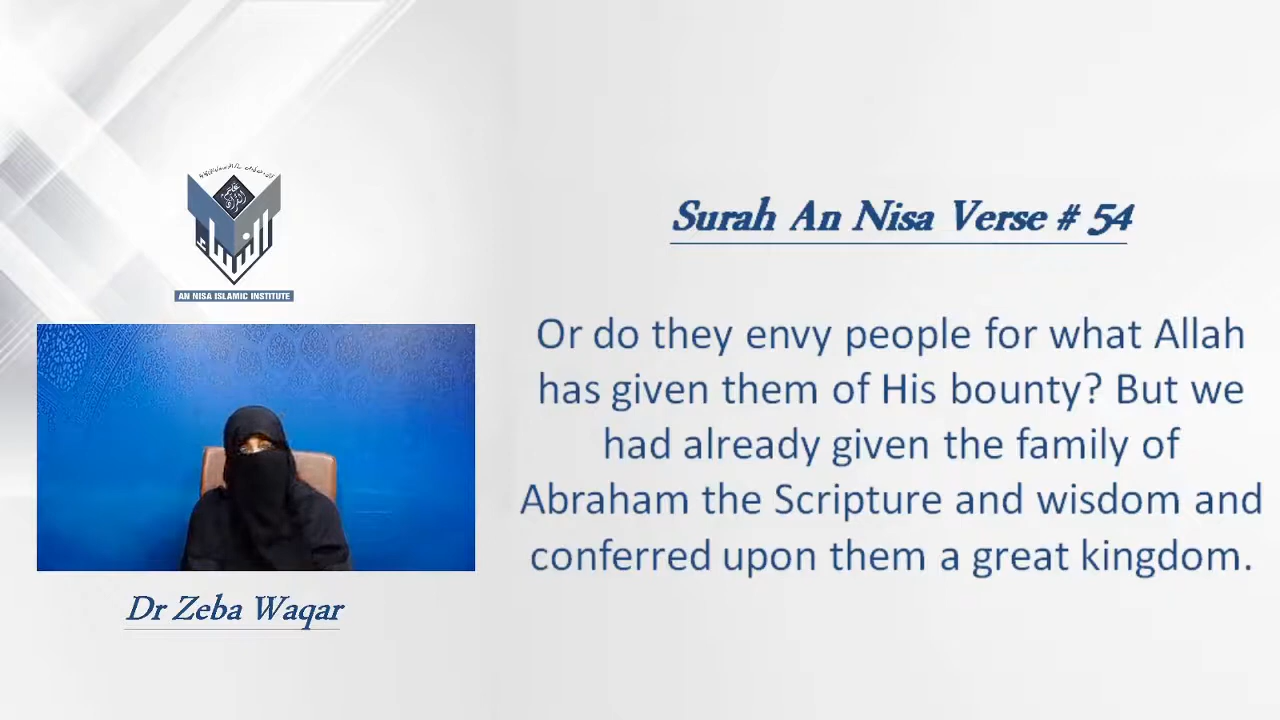 النساء
AN NISA ISLAMIC INSTITUTE
Dr Zeba Waqar
Surah An Nisa Verse # 54
Or do they envy people for what Allah
has given them of His bounty? But we
had already given the family of
Abraham the Scripture and wisdom and
conferred upon them a great kingdom.